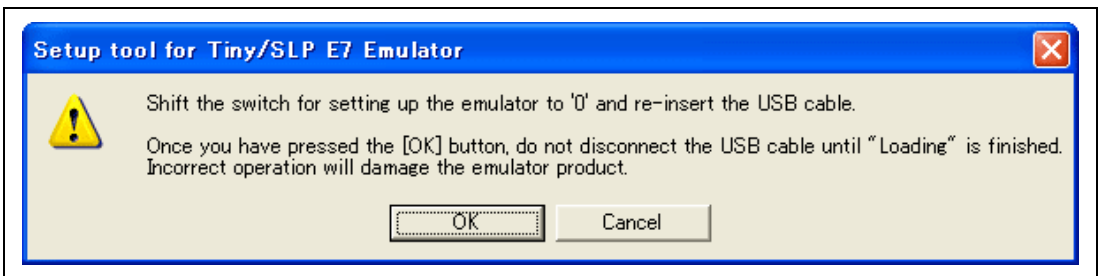 Setup tool for Tiny/SLP E7 Emulator
Shift the switch for setting up the emulator to '0' and re-insert the USB cable.
Once you have pressed the [OK] button, do not disconnect the USB cable until "Loading" is finished.
Incorrect operation will damage the emulator product.
OK
Cancel